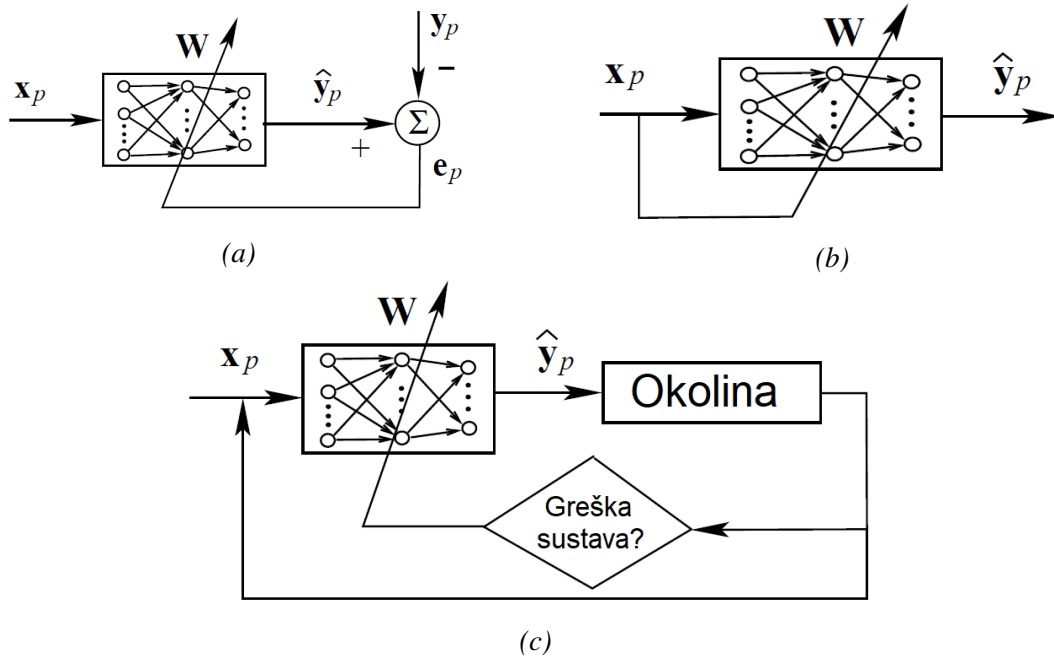 W
x_p
ŷ_p
y_p
−
Σ
+
e_p
(a)
W
x_p
ŷ_p
(b)
W
x_p
ŷ_p
Okolina
Greška
sustava?
(c)